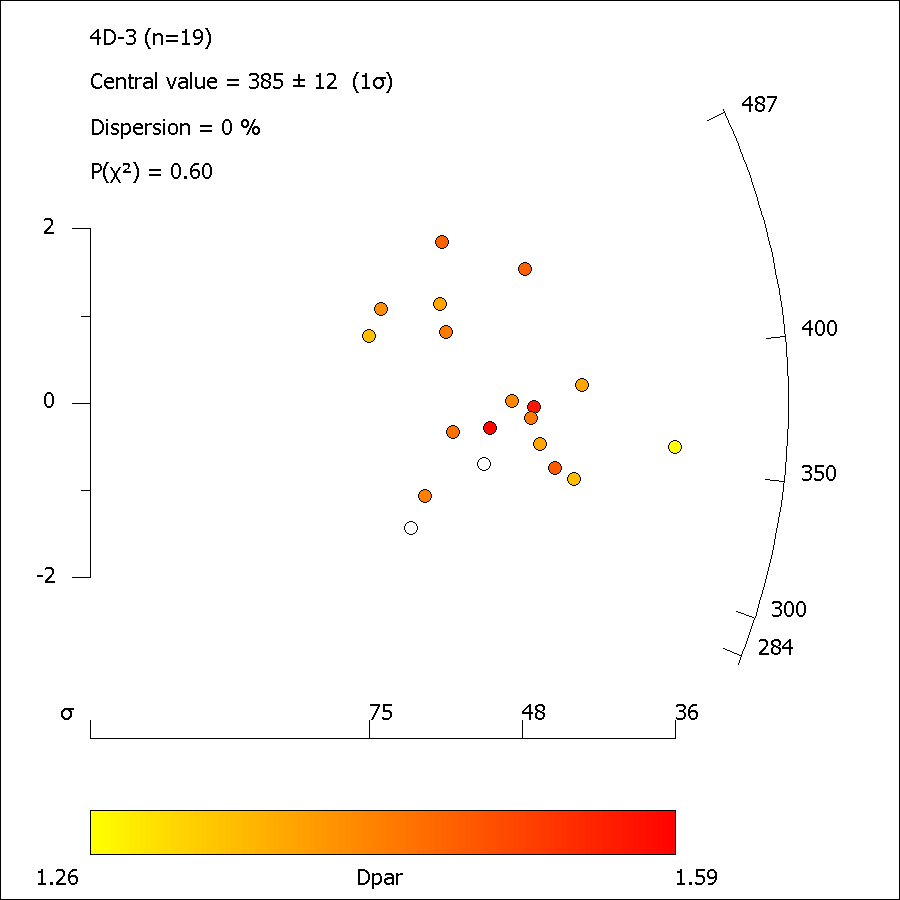 4D-3 (n=19)
Central value = 385 ± 12 (1σ)
Dispersion = 0 %
P(χ²) = 0.60
487
2
400
0
350
-2
300
284
σ 75 48 36
1.26 Dpar 1.59